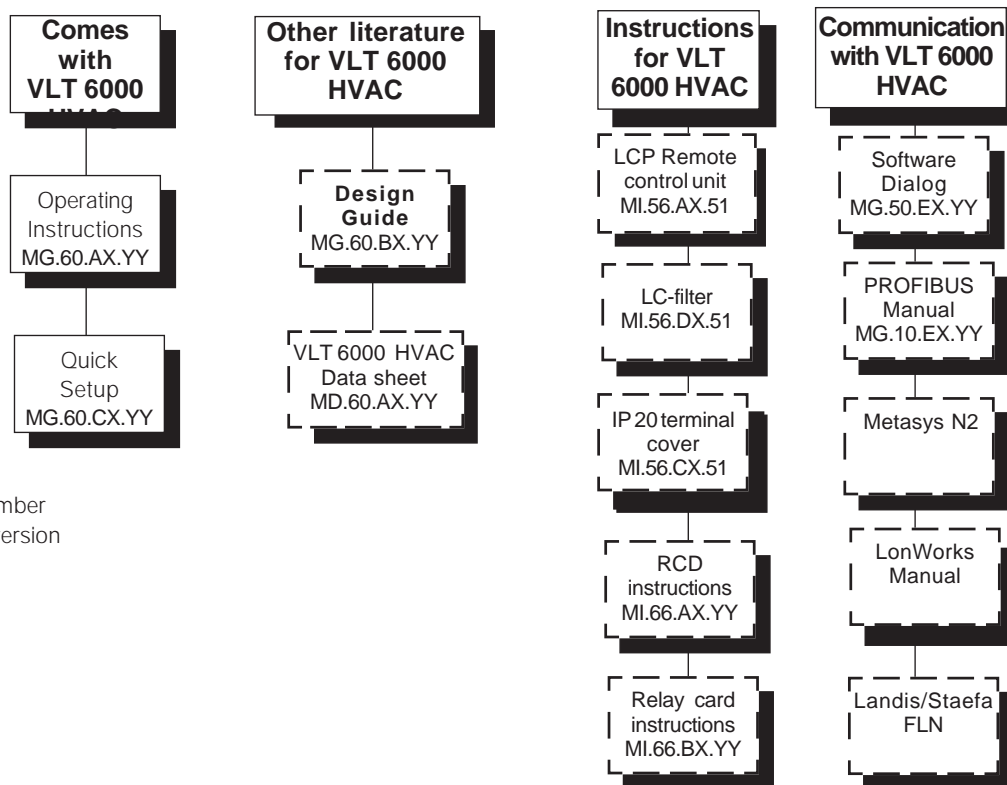 Comes
with
VLT 6000
HVAC
Operating
Instructions
MG.60.AX.YY
Quick
Setup
MG.60.CX.YY
Other literature
for VLT 6000
HVAC
Design
Guide
MG.60.BX.YY
VLT 6000 HVAC
Data sheet
MD.60.AX.YY
Instructions
for VLT
6000 HVAC
LCP Remote
control unit
MI.56.AX.51
LC-filter
MI.56.DX.51
IP 20 terminal
cover
MI.56.CX.51
RCD
instructions
MI.66.AX.YY
Relay card
instructions
MI.66.BX.YY
Communication
with VLT 6000
HVAC
Software
Dialog
MG.50.EX.YY
PROFIBUS
Manual
MG.10.EX.YY
Metasys N2
LonWorks
Manual
Landis/Staefa
FLN
mber
ersion